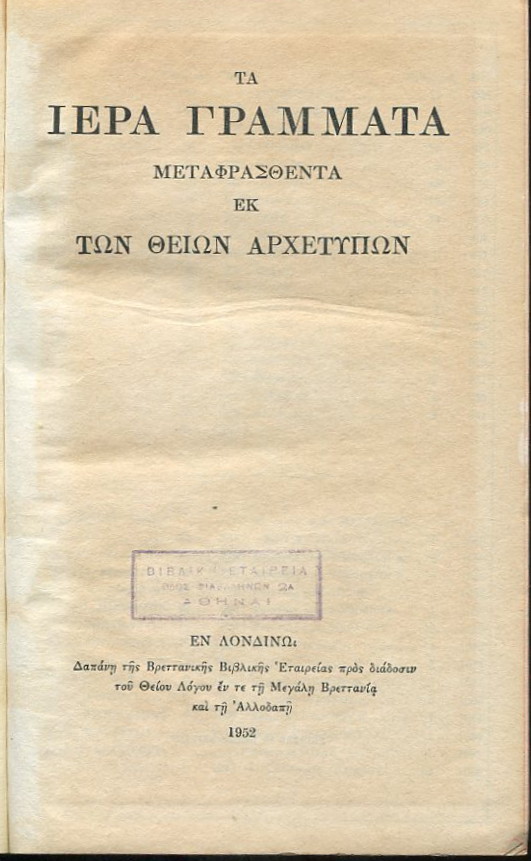 ΤΑ
ΙΕΡΑ ΓΡΑΜΜΑΤΑ
ΜΕΤΑΦΡΑΣΘΕΝΤΑ
ΕΚ
ΤΩΝ ΘΕΙΩΝ ΑΡΧΕΤΥΠΩΝ
ΒΙΒΛΙΚΗ ΕΤΑΙΡΕΙΑ
ΑΘΗΝΑΙ
ΕΝ ΛΟΝΔΙΝΩι
Δαπάνῃ τῆς Βρεττανικῆς Βιβλικῆς Ἑταιρείας πρὸς διάδοσιν
τοῦ Θείου Λόγου ἔν τε τῇ Μεγάλῃ Βρεττανίᾳ
καὶ τῇ Ἀλλοδαπῇ
1952